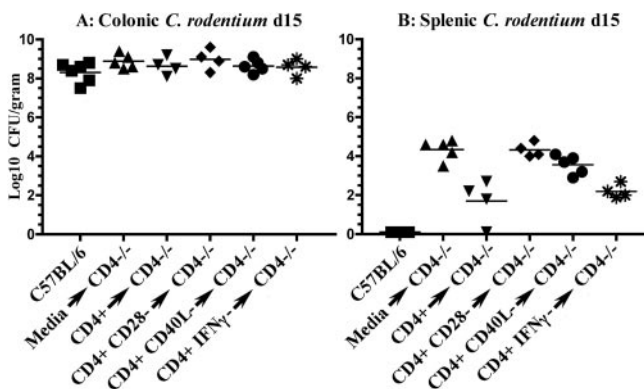 A: Colonic C. rodentium d15
B: Splenic C. rodentium d15
Log10 CFU/gram
10
8
6
4
2
0
C57BL/6
Media → CD4-/-
CD4+ → CD4-/-
CD4+ CD28- → CD4-/-
CD4+ CD40L- → CD4-/-
CD4+ IFNγ- → CD4-/-
10
8
6
4
2
0
C57BL/6
Media → CD4-/-
CD4+ → CD4-/-
CD4+ CD28- → CD4-/-
CD4+ CD40L- → CD4-/-
CD4+ IFNγ- → CD4-/-